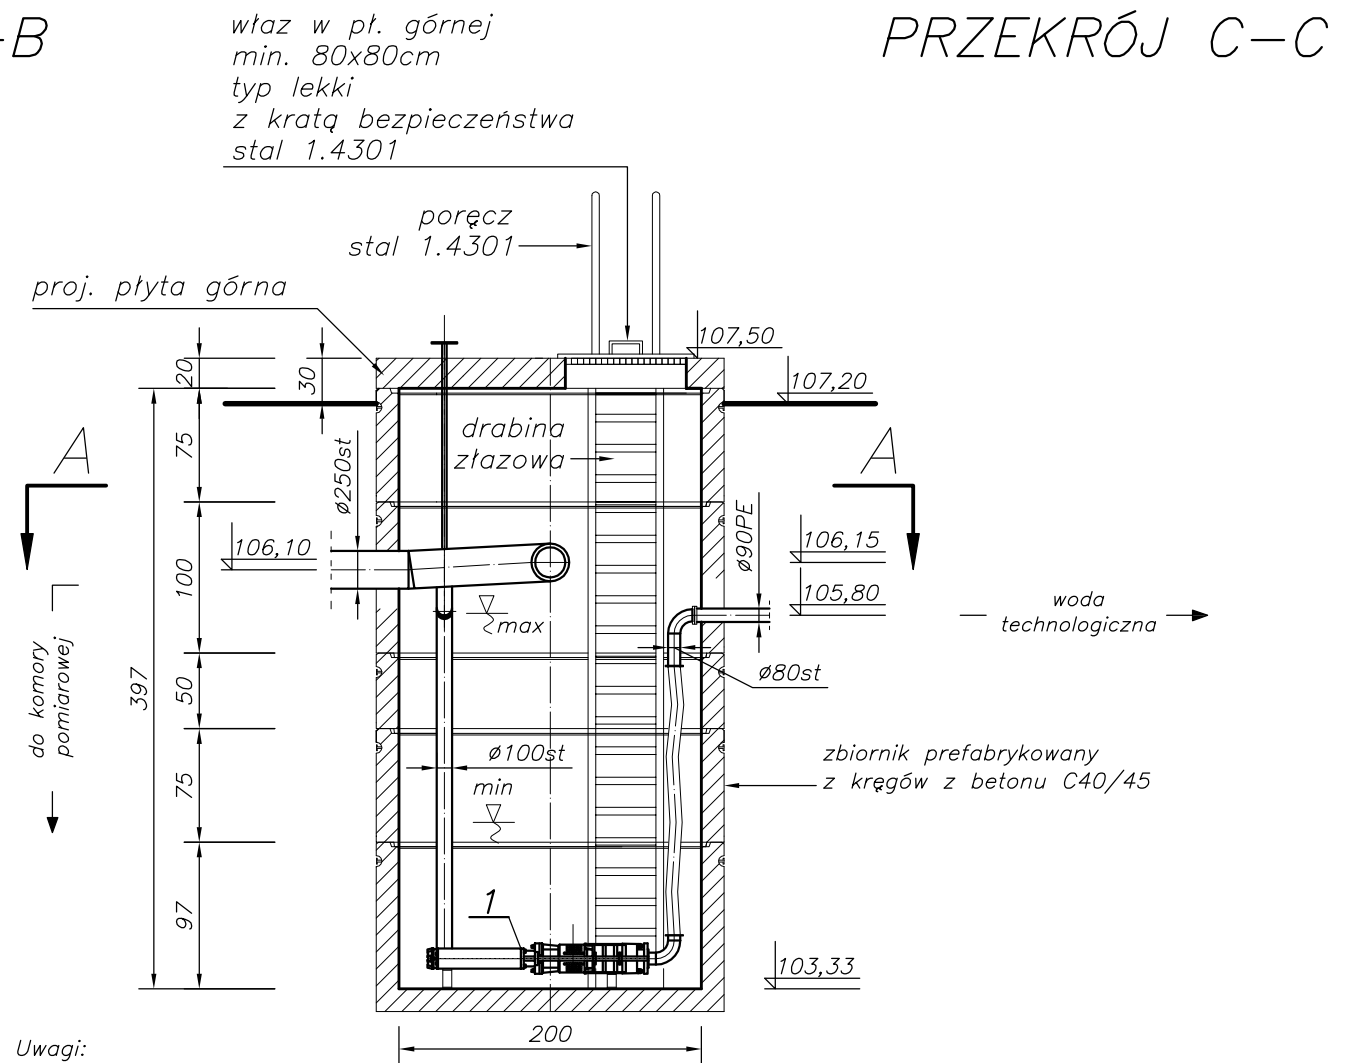 -B
PRZEKRÓJ C-C
właz w pł. górnej
min. 80x80cm
typ lekki
z kratą bezpieczeństwa
stal 1.4301
poręcz
stal 1.4301
proj. płyta górna
107,50
107,20
20
30
75
drabina
złazowa
A
A
ø250st
ø90PE
106,10
106,15
105,80
100
max
woda
technologiczna
do komory
pomiarowej
397
50
ø80st
ø100st
min
75
zbiornik prefabrykowany
z kręgów z betonu C40/45
97
1
103,33
200
Uwagi: